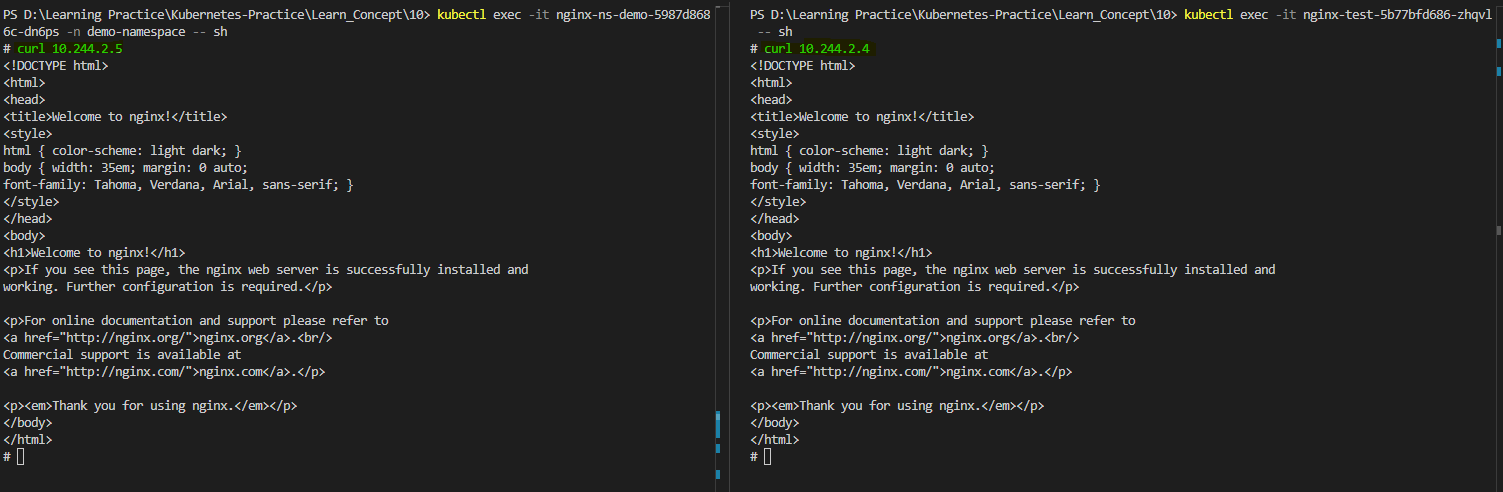 PS D:\Learning Practice\Kubernetes-Practice\Learn_Concept\10> kubectl exec -it nginx-ns-demo-5987d868
6c-dn6ps -n demo-namespace -- sh
# curl 10.244.2.5
<!DOCTYPE html>
<html>
<head>
<title>Welcome to nginx!</title>
<style>
html { color-scheme: light dark; }
body { width: 35em; margin: 0 auto;
font-family: Tahoma, Verdana, Arial, sans-serif; }
</style>
</head>
<body>
<h1>Welcome to nginx!</h1>
<p>If you see this page, the nginx web server is successfully installed and
working. Further configuration is required.</p>

<p>For online documentation and support please refer to
<a href="http://nginx.org/">nginx.org</a>.<br/>
Commercial support is available at
<a href="http://nginx.com/">nginx.com</a>.</p>

<p><em>Thank you for using nginx.</em></p>
</body>
</html>
#
PS D:\Learning Practice\Kubernetes-Practice\Learn_Concept\10> kubectl exec -it nginx-test-5b77bfd686-zhqvl
-- sh
# curl 10.244.2.4
<!DOCTYPE html>
<html>
<head>
<title>Welcome to nginx!</title>
<style>
html { color-scheme: light dark; }
body { width: 35em; margin: 0 auto;
font-family: Tahoma, Verdana, Arial, sans-serif; }
</style>
</head>
<body>
<h1>Welcome to nginx!</h1>
<p>If you see this page, the nginx web server is successfully installed and
working. Further configuration is required.</p>

<p>For online documentation and support please refer to
<a href="http://nginx.org/">nginx.org</a>.<br/>
Commercial support is available at
<a href="http://nginx.com/">nginx.com</a>.</p>

<p><em>Thank you for using nginx.</em></p>
</body>
</html>
#